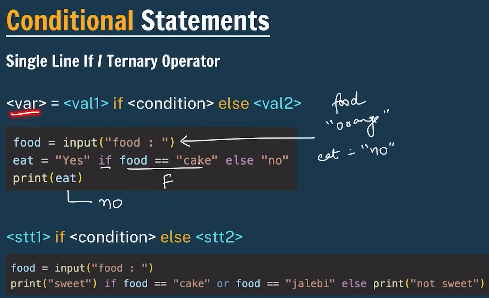 Conditional Statements
Single Line If / Ternary Operator
<var> = <val1> if <condition> else <val2>
food
"orange"
eat = "no"
food = input("food : ")
eat = "Yes" if food == "cake" else "no"
F
print(eat)
no
<stt1> if <condition> else <stt2>
food = input("food : ")
print("sweet") if food == "cake" or food == "jalebi" else print("not sweet")